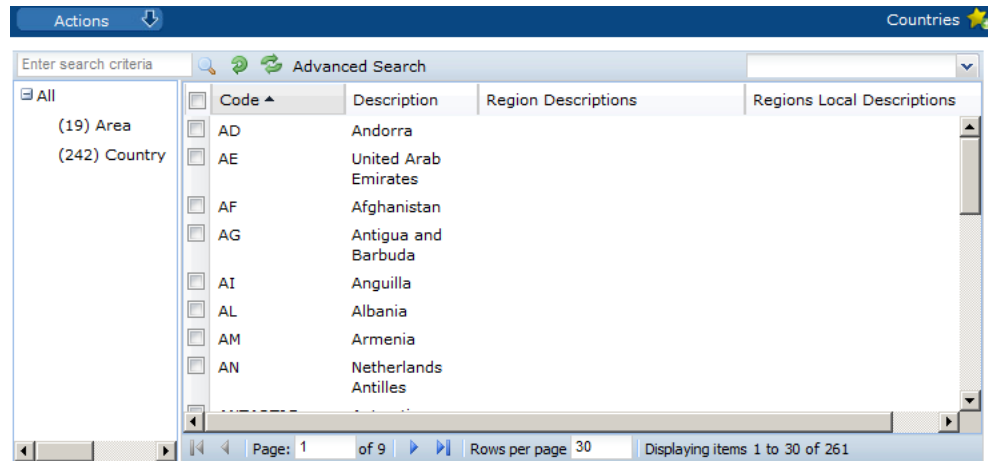 Actions
Countries
Enter search criteria
Advanced Search
All
(19) Area
(242) Country
Code Description Region Descriptions Regions Local Descriptions
AD Andorra
AE United Arab
Emirates
AF Afghanistan
AG Antigua and
Barbuda
AI Anguilla
AL Albania
AM Armenia
AN Netherlands
Antilles
Page: 1 of 9 Rows per page 30 Displaying items 1 to 30 of 261